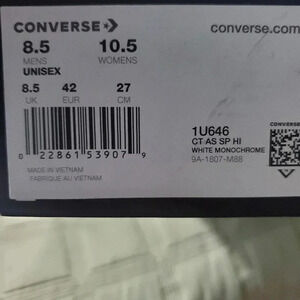 CONVERSE
converse.com
8.5 10.5
MENS WOMENS
UNISEX
8.5 42 27
UK EUR CM
0 22861 53907 9
MADE IN VIETNAM
FABRIQUE AU VIETNAM
1U646
CT AS SP HI
WHITE MONOCHROME
9A-1807-M88
CONVERSE